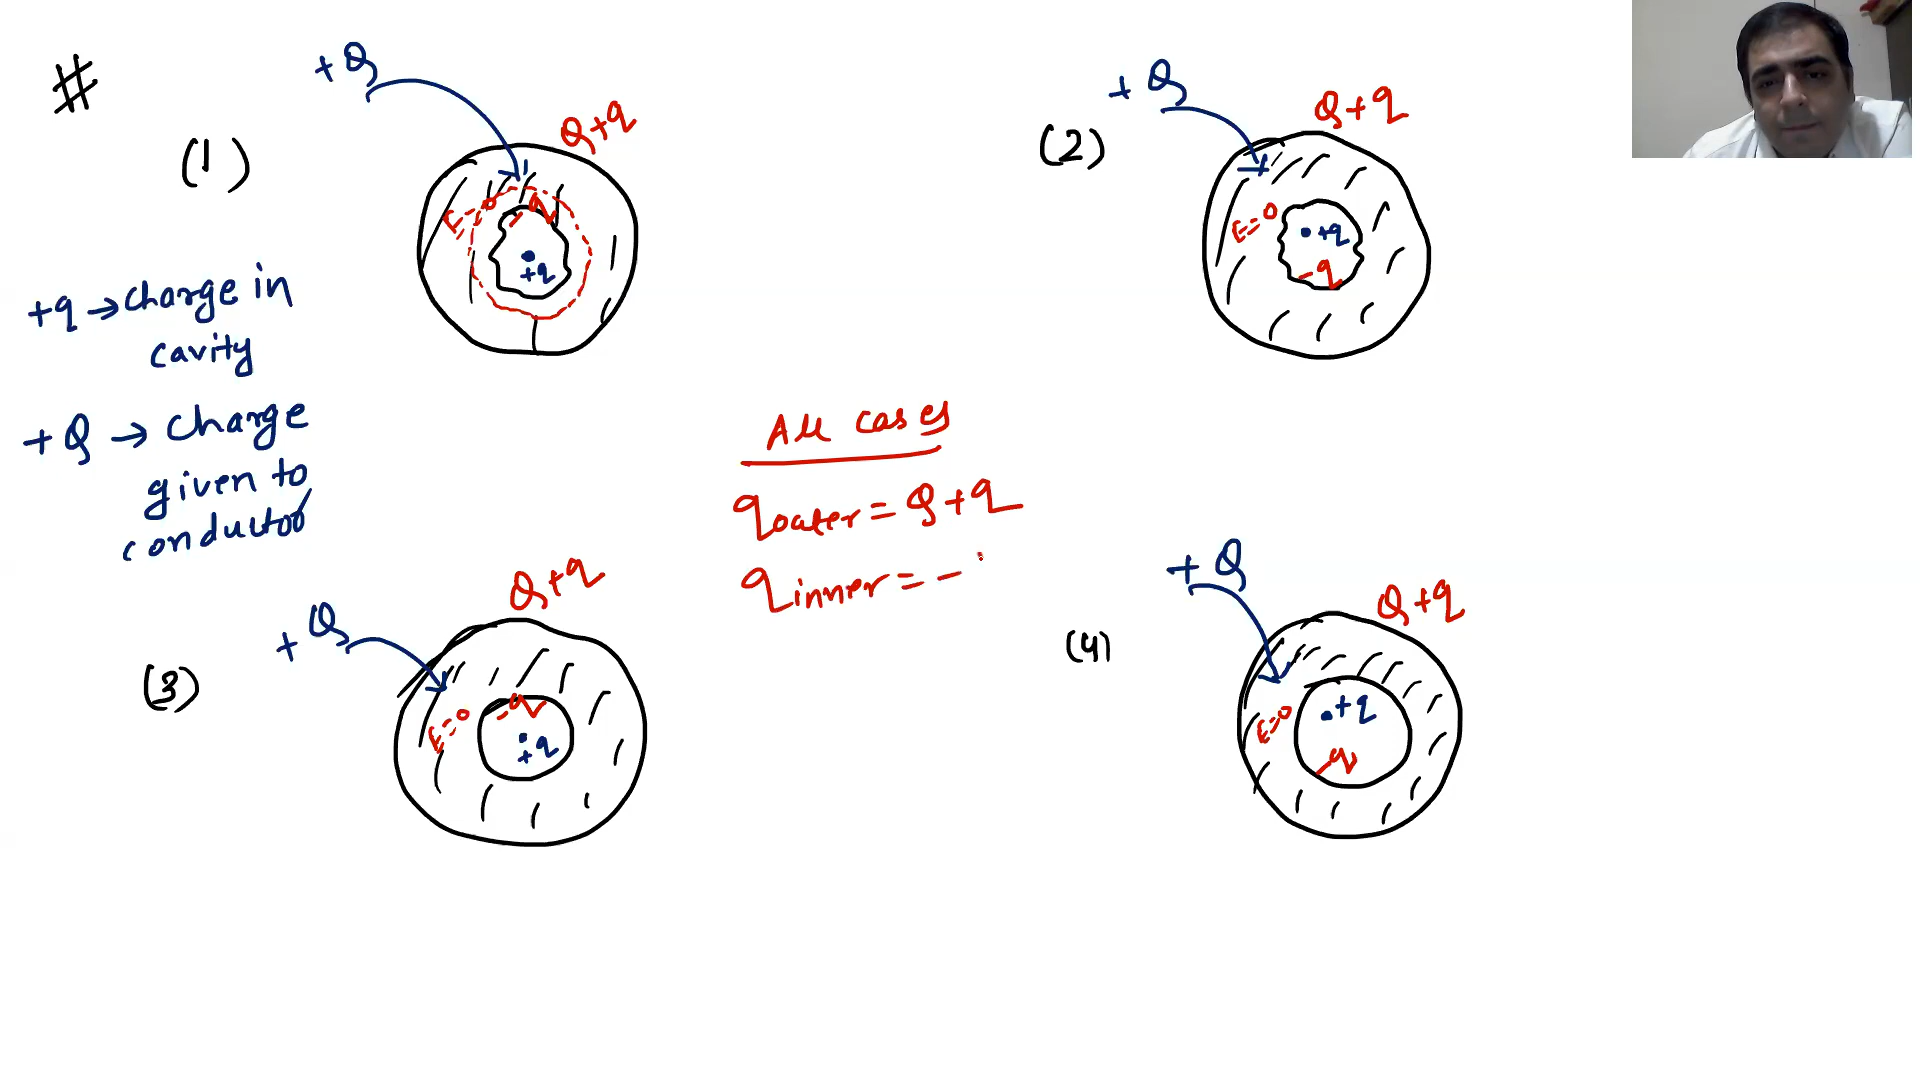 #
(1)
+Q
Q+q
E=0
-q
+q
(2)
+Q
Q+q
E=0
+q
-q
+q → charge in
cavity
+Q → charge
given to
conductor
All cases
qouter = Q+q
qinner = -
(3)
+Q
Q+q
E=0
-q
+q
(4)
+Q
Q+q
E=0
+q
-q